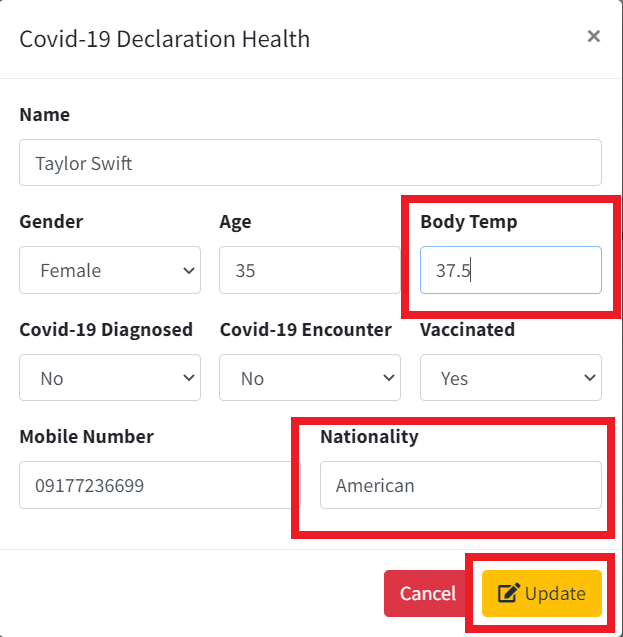 Covid-19 Declaration Health ×
Name
Taylor Swift
Gender Age Body Temp
Female 35 37.5
Covid-19 Diagnosed Covid-19 Encounter Vaccinated
No No Yes
Mobile Number Nationality
09177236699 American
Cancel Update